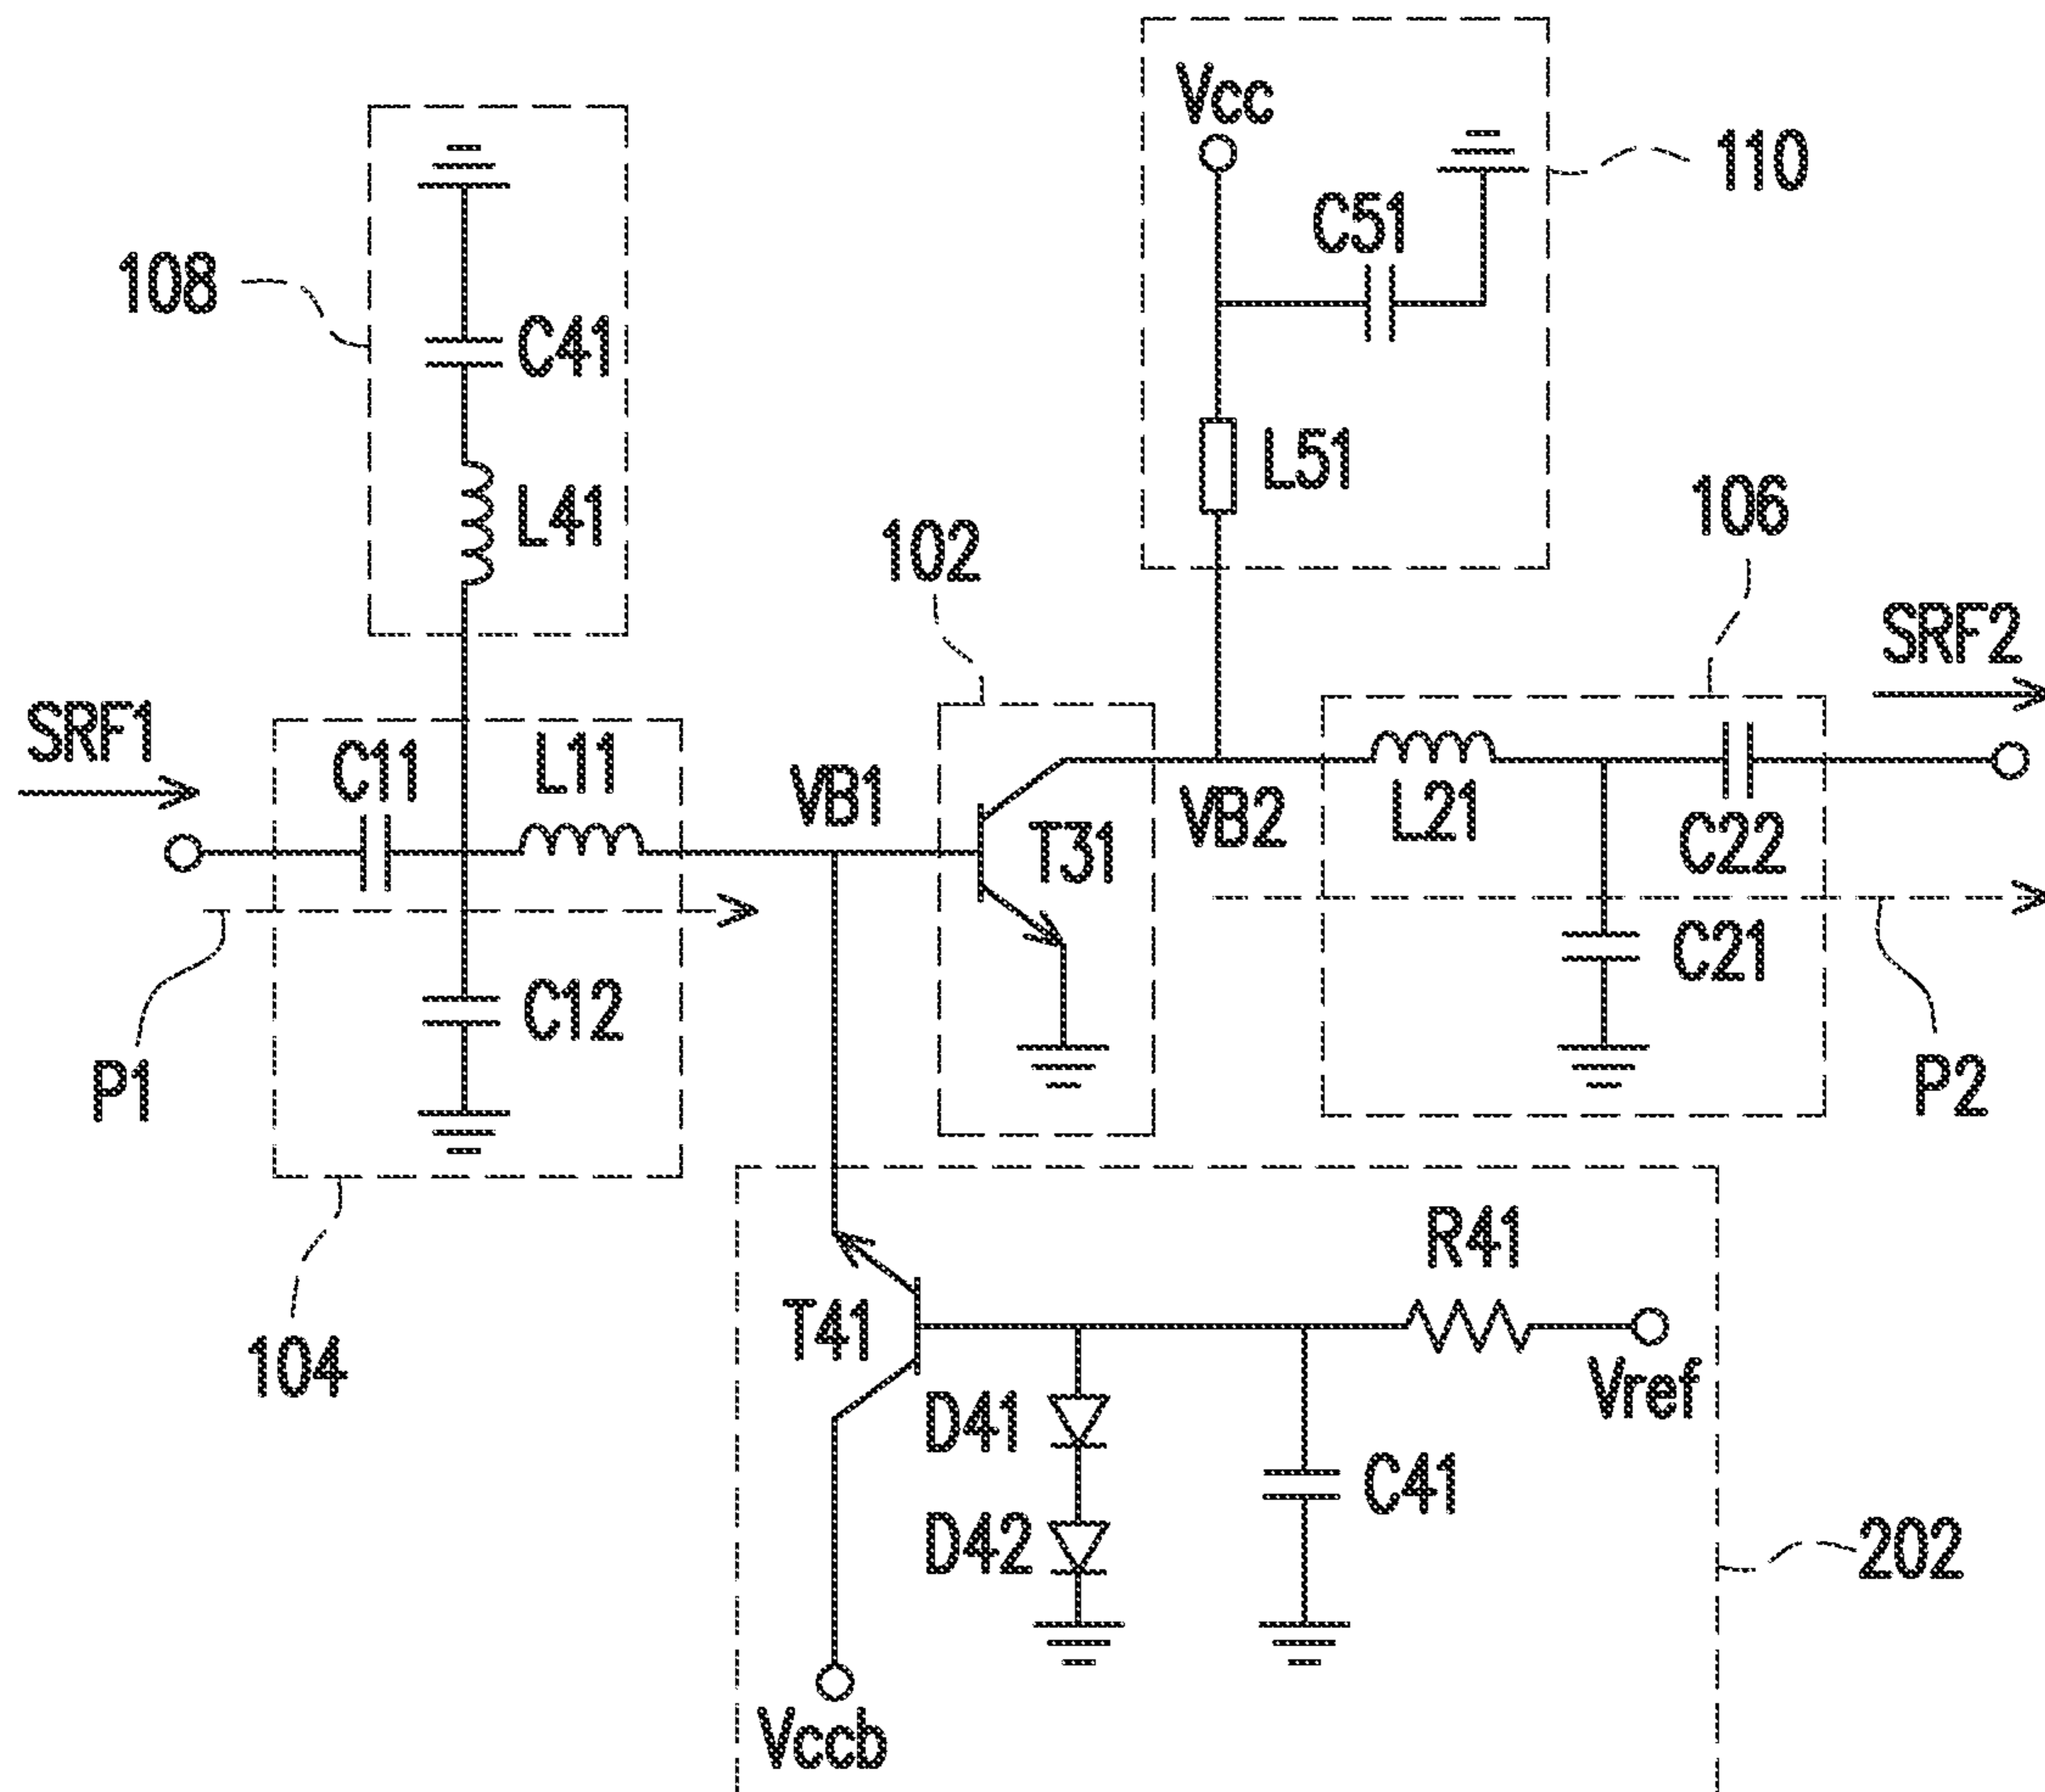 Vcc
110
C51
108
C41
L51
106
L41
102
SRF2
SRF1
C11
L11
VB1
T31
VB2
L21
C22
C21
C12
P1
P2
R41
T41
Vref
104
D41
C41
D42
202
Vccb